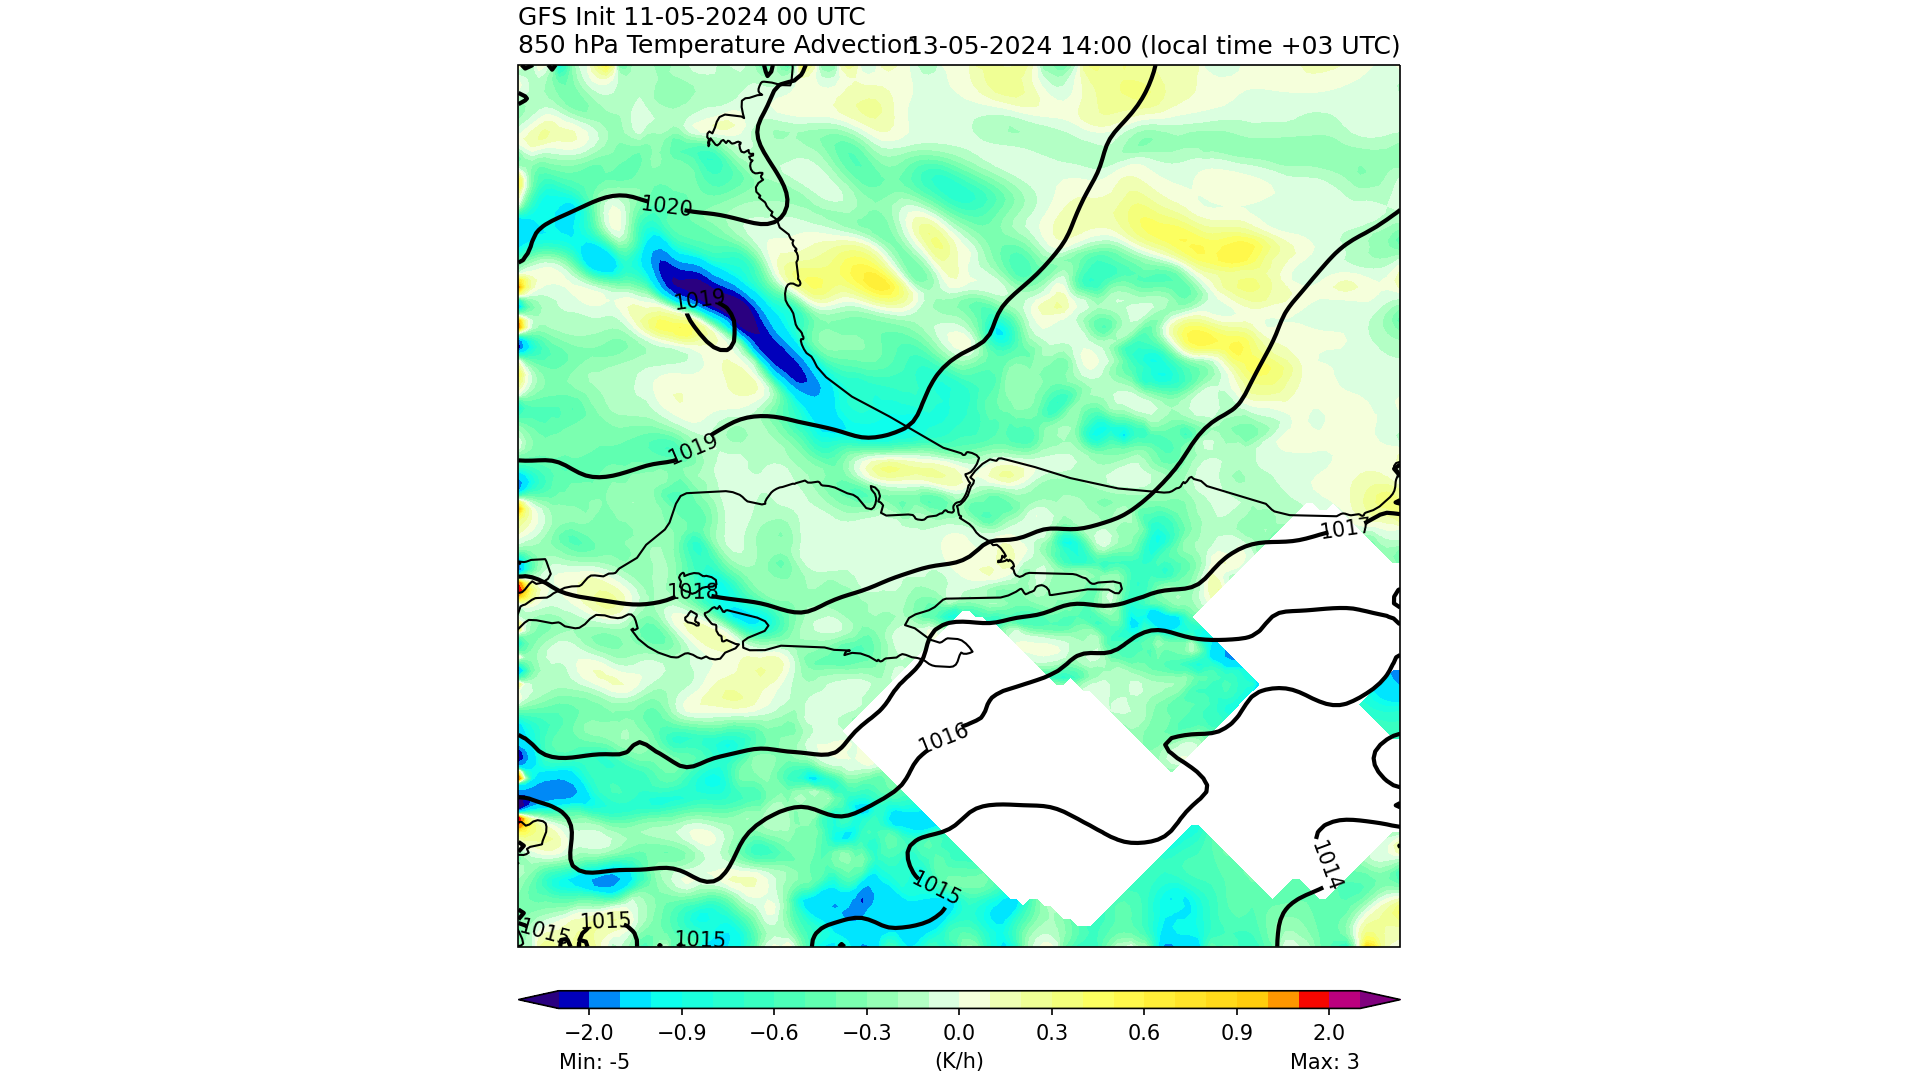 GFS Init 11-05-2024 00 UTC
850 hPa Temperature Advection
13-05-2024 14:00 (local time +03 UTC)
1020
1019
1019
1017
1018
1016
1014
1015
1015
1015
1015
−2.0 −0.9 −0.6 −0.3 0.0 0.3 0.6 0.9 2.0
Min: -5 (K/h) Max: 3